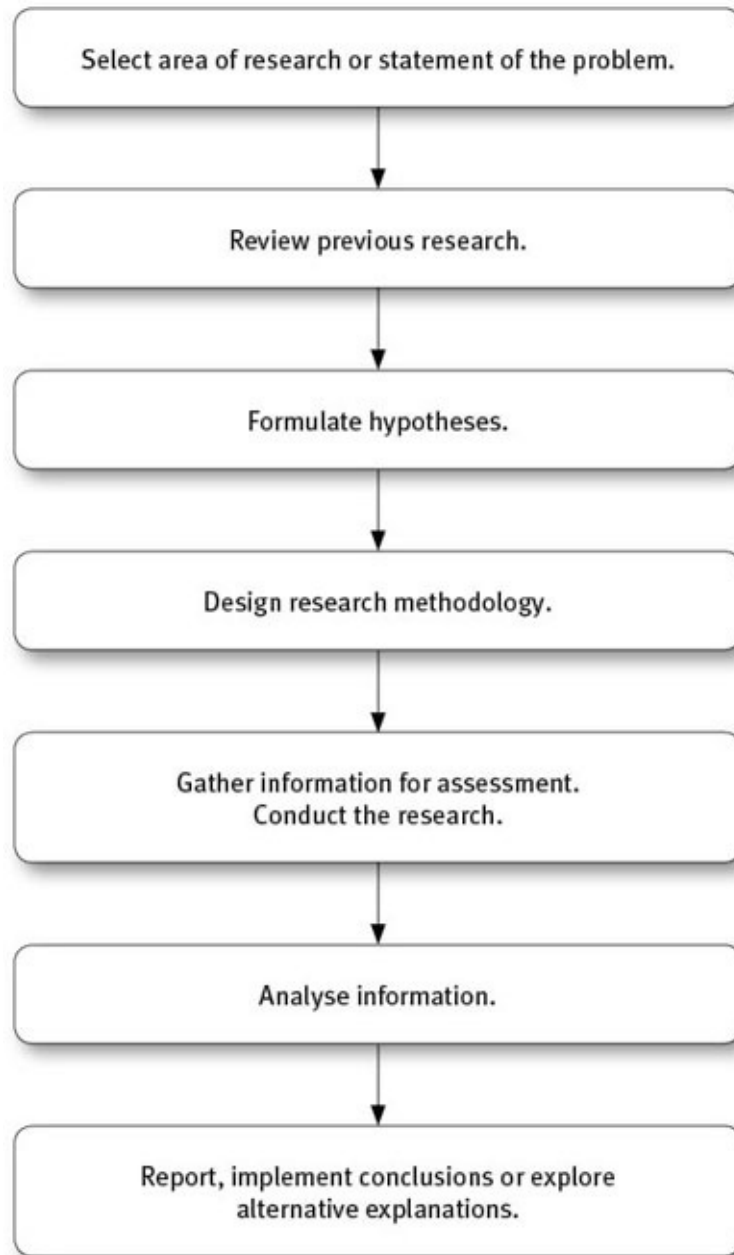 Select area of research or statement of the problem.
Review previous research.
Formulate hypotheses.
Design research methodology.
Gather information for assessment.
Conduct the research.
Analyse information.
Report, implement conclusions or explore
alternative explanations.